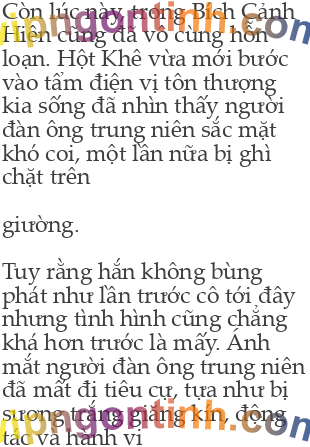 Còn lúc này, trong Bích Cảnh
Hiên cũng đã vô cùng hỗn
loạn. Hột Khê vừa mới bước
vào tẩm điện vị tôn thượng
kia sống đã nhìn thấy người
đàn ông trung niên sắc mặt
khó coi, một lần nữa bị ghì
chặt trên
giường.
Tuy rằng hắn không bùng
phát như lần trước cô tới đây
nhưng tình hình cũng chẳng
khá hơn trước là mấy. Ánh
mắt người đàn ông trung niên
đã mất đi tiêu cự, tựa như bị
sương trắng giăng kín, động
tác và hành vi
vipngontinh.com
vipngontinh.com